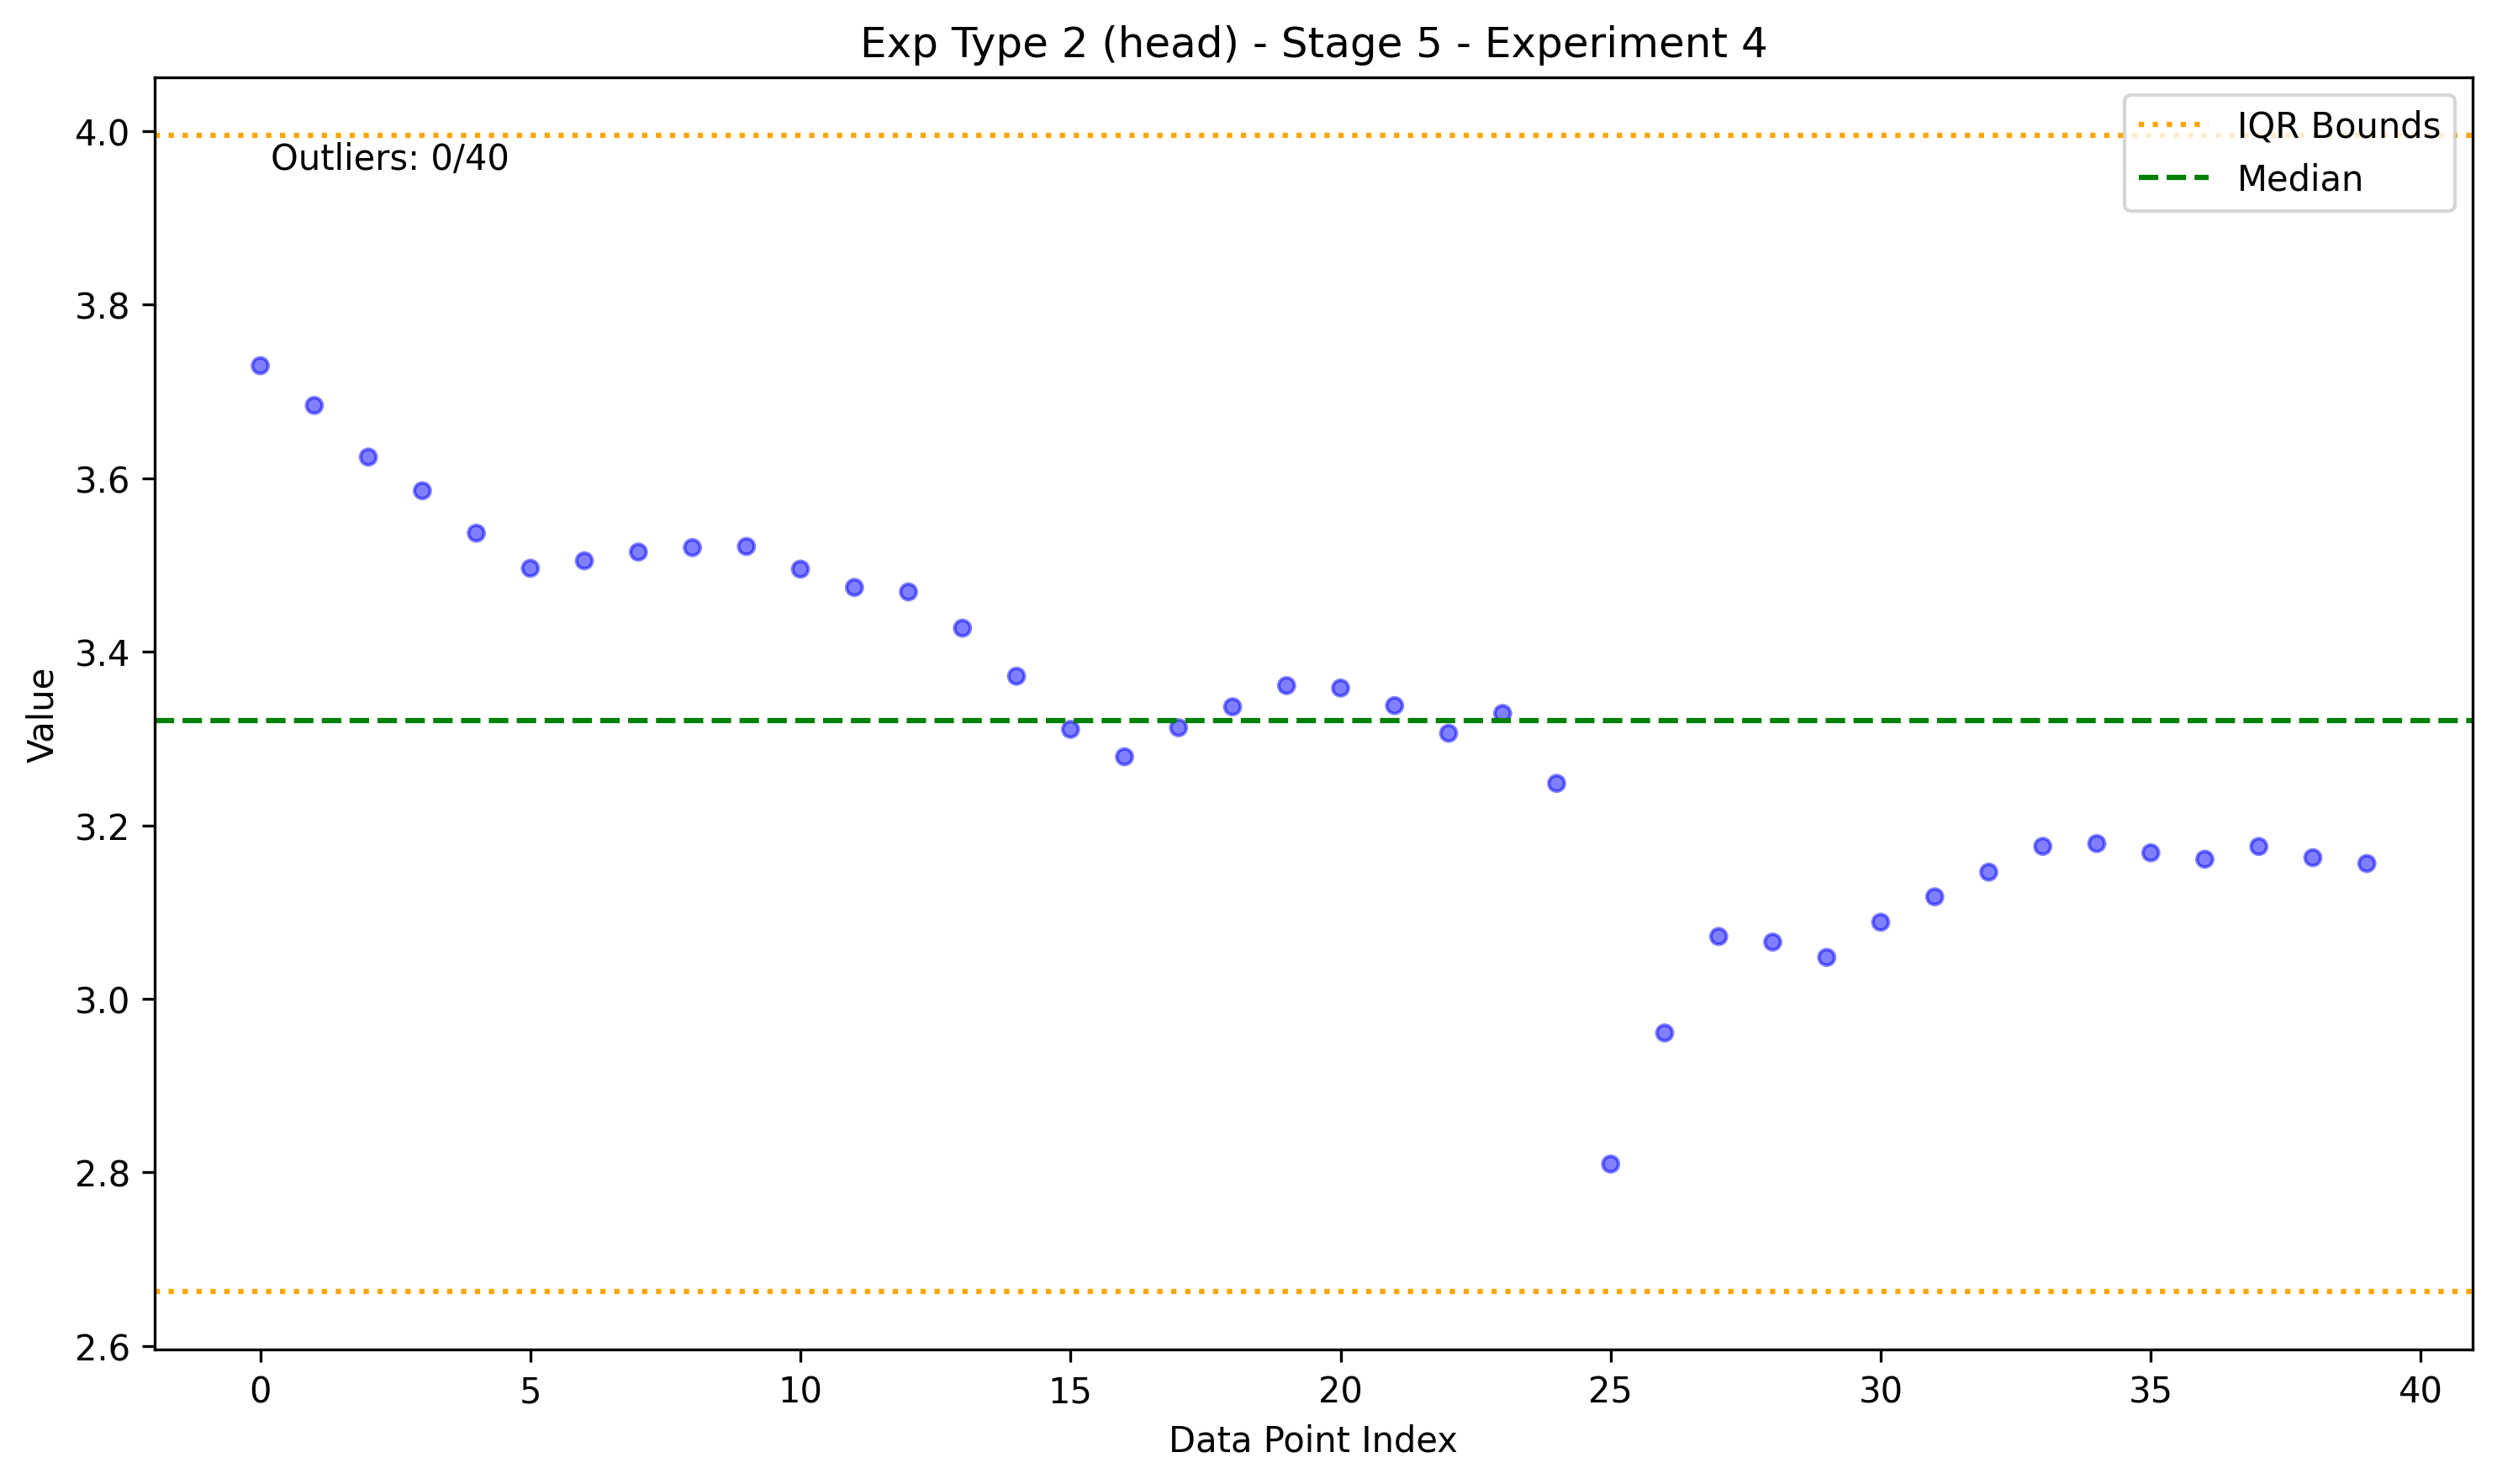 Exp Type 2 (head) - Stage 5 - Experiment 4
IQR Bounds
Median
Outliers: 0/40
Value
4.0
3.8
3.6
3.4
3.2
3.0
2.8
2.6
0 5 10 15 20 25 30 35 40
Data Point Index